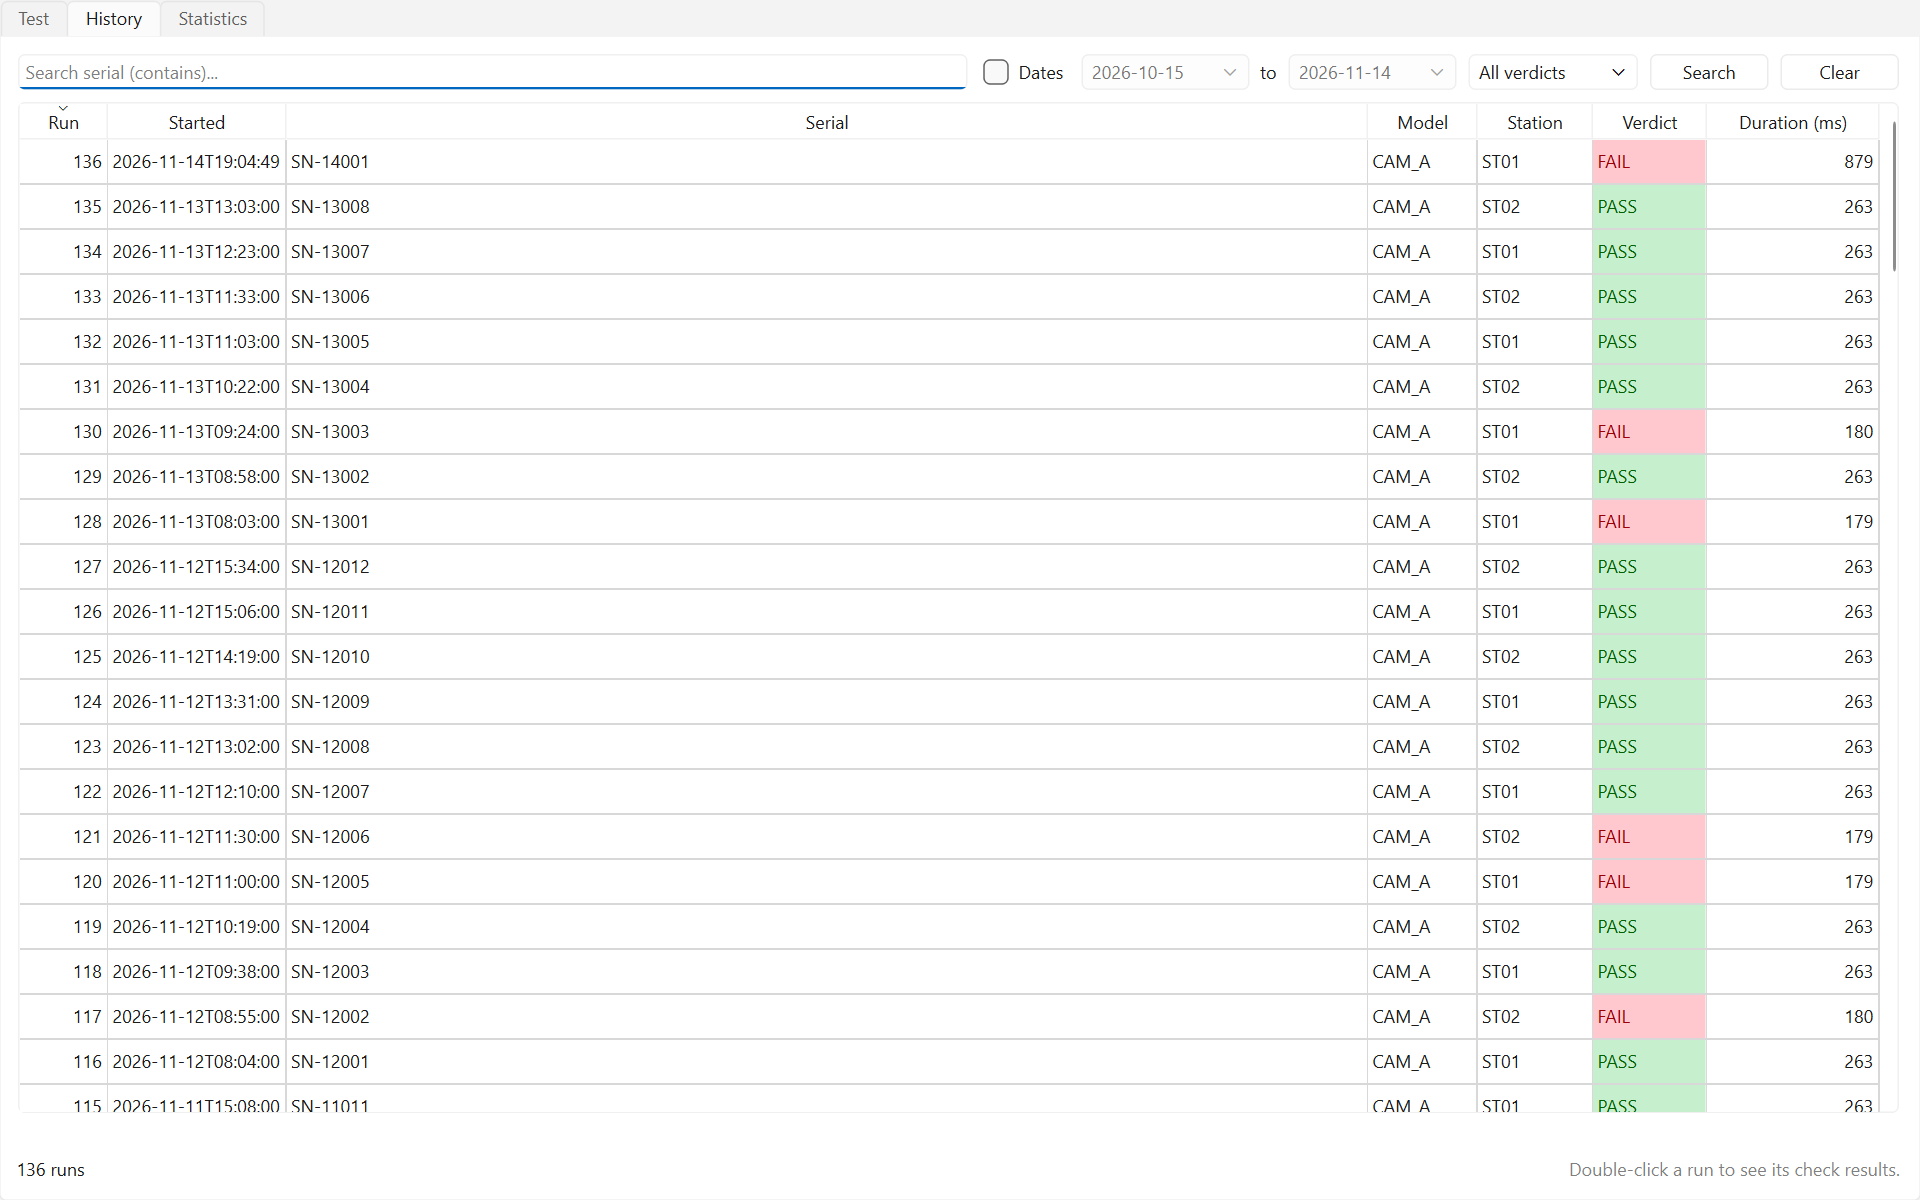 Test History Statistics
Search serial (contains)... Dates 2026-10-15 to 2026-11-14 All verdicts Search Clear
Run Started Serial Model Station Verdict Duration (ms)
136 2026-11-14T19:04:49 SN-14001 CAM_A ST01 FAIL 879
135 2026-11-13T13:03:00 SN-13008 CAM_A ST02 PASS 263
134 2026-11-13T12:23:00 SN-13007 CAM_A ST01 PASS 263
133 2026-11-13T11:33:00 SN-13006 CAM_A ST02 PASS 263
132 2026-11-13T11:03:00 SN-13005 CAM_A ST01 PASS 263
131 2026-11-13T10:22:00 SN-13004 CAM_A ST02 PASS 263
130 2026-11-13T09:24:00 SN-13003 CAM_A ST01 FAIL 180
129 2026-11-13T08:58:00 SN-13002 CAM_A ST02 PASS 263
128 2026-11-13T08:03:00 SN-13001 CAM_A ST01 FAIL 179
127 2026-11-12T15:34:00 SN-12012 CAM_A ST02 PASS 263
126 2026-11-12T15:06:00 SN-12011 CAM_A ST01 PASS 263
125 2026-11-12T14:19:00 SN-12010 CAM_A ST02 PASS 263
124 2026-11-12T13:31:00 SN-12009 CAM_A ST01 PASS 263
123 2026-11-12T13:02:00 SN-12008 CAM_A ST02 PASS 263
122 2026-11-12T12:10:00 SN-12007 CAM_A ST01 PASS 263
121 2026-11-12T11:30:00 SN-12006 CAM_A ST02 FAIL 179
120 2026-11-12T11:00:00 SN-12005 CAM_A ST01 FAIL 179
119 2026-11-12T10:19:00 SN-12004 CAM_A ST02 PASS 263
118 2026-11-12T09:38:00 SN-12003 CAM_A ST01 PASS 263
117 2026-11-12T08:55:00 SN-12002 CAM_A ST02 FAIL 180
116 2026-11-12T08:04:00 SN-12001 CAM_A ST01 PASS 263
115 2026-11-11T15:08:00 SN-11011 CAM_A ST01 PASS 263
136 runs Double-click a run to see its check results.